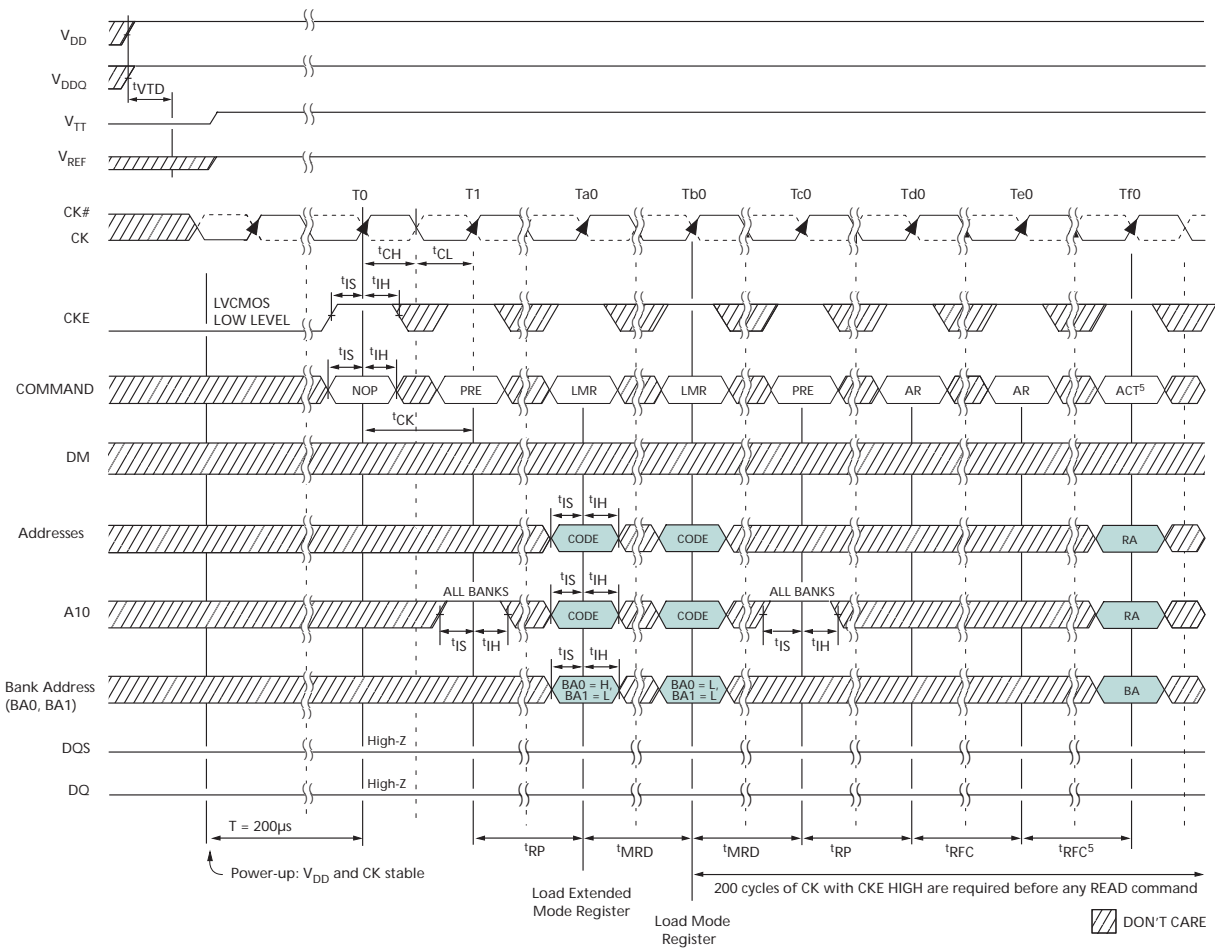 VDD
VDDQ
tVTD
VTT
VREF
T0 T1 Ta0 Tb0 Tc0 Td0 Te0 Tf0
CK#
CK
tCH tCL
tIS tIH
LVCMOS
LOW LEVEL
CKE
tIS tIH
COMMAND
NOP PRE LMR LMR PRE AR AR ACT5
tCK
DM
tIS tIH
Addresses
CODE CODE RA
ALL BANKS tIS tIH ALL BANKS
A10
CODE CODE RA
tIS tIH tIS tIH
tIS tIH
Bank Address
(BA0, BA1)
BA0 = H,
BA1 = L
BA0 = L,
BA1 = L
BA
DQS
High-Z
DQ
High-Z
T = 200µs
tRP tMRD tMRD tRP tRFC tRFC5
Power-up: VDD and CK stable
200 cycles of CK with CKE HIGH are required before any READ command
Load Extended
Mode Register
Load Mode
Register
DON'T CARE